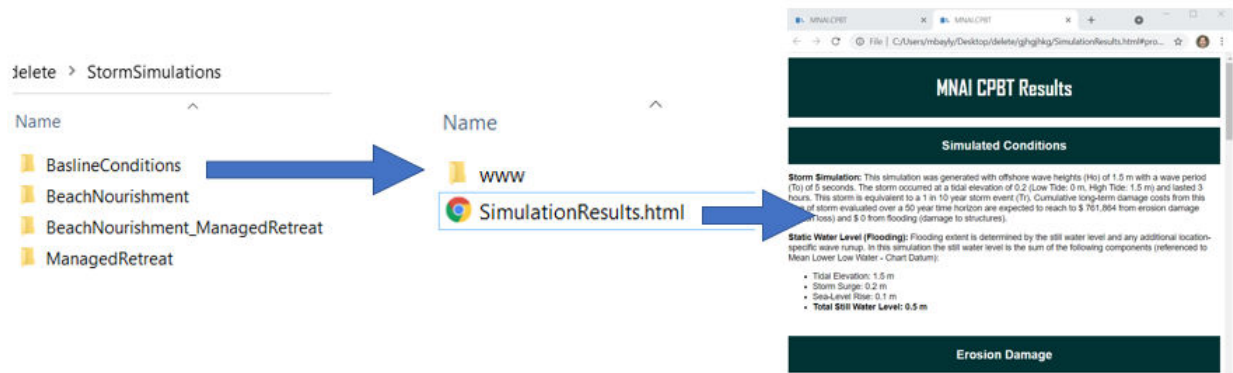 delete > StormSimulations
Name
BaslineConditions
BeachNourishment
BeachNourishment_ManagedRetreat
ManagedRetreat
Name
www
SimulationResults.html
MNAI.CPBT
MNAI.CPBT
File | C:/Users/mbayly/Desktop/delete/gjhgjhkg/SimulationResults.html#pro...
MNAI CPBT Results
Simulated Conditions
Storm Simulation: This simulation was generated with offshore wave heights (Ho) of 1.5 m with a wave period
(To) of 5 seconds. The storm occurred at a tidal elevation of 0.2 (Low Tide: 0 m, High Tide: 1.5 m) and lasted 3
hours. This storm is equivalent to a 1 in 10 year storm event (Tr). Cumulative long-term damage costs from this
of storm evaluated over a 50 year time horizon are expected to reach to $ 761,864 from erosion damage
loss) and $ 0 from flooding (damage to structures).
Static Water Level (Flooding): Flooding extent is determined by the still water level and any additional location-
specific wave runup. In this simulation the still water level is the sum of the following components (referenced to
Mean Lower Low Water - Chart Datum):
• Tidal Elevation: 1.5 m
• Storm Surge: 0.2 m
• Sea-Level Rise: 0.1 m
• Total Still Water Level: 0.5 m
Erosion Damage